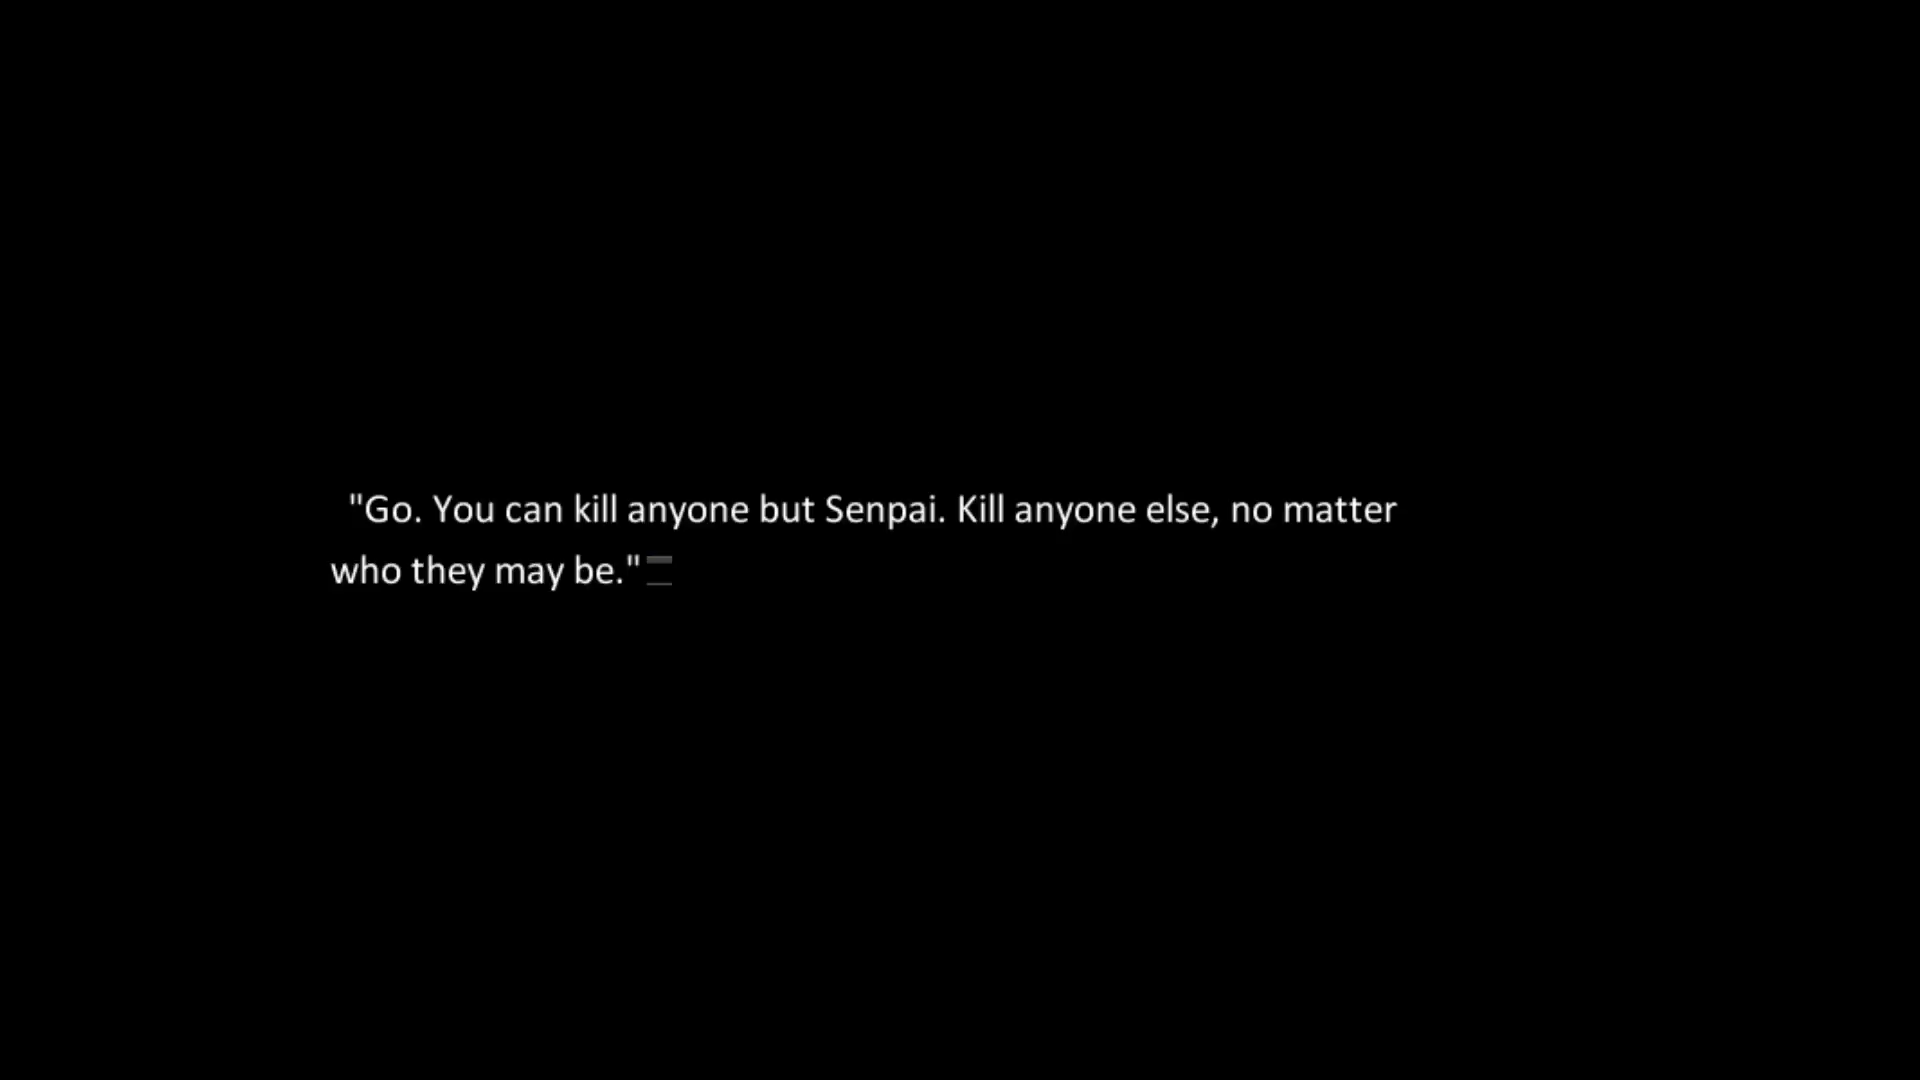 "Go. You can kill anyone but Senpai. Kill anyone else, no matter
who they may be."